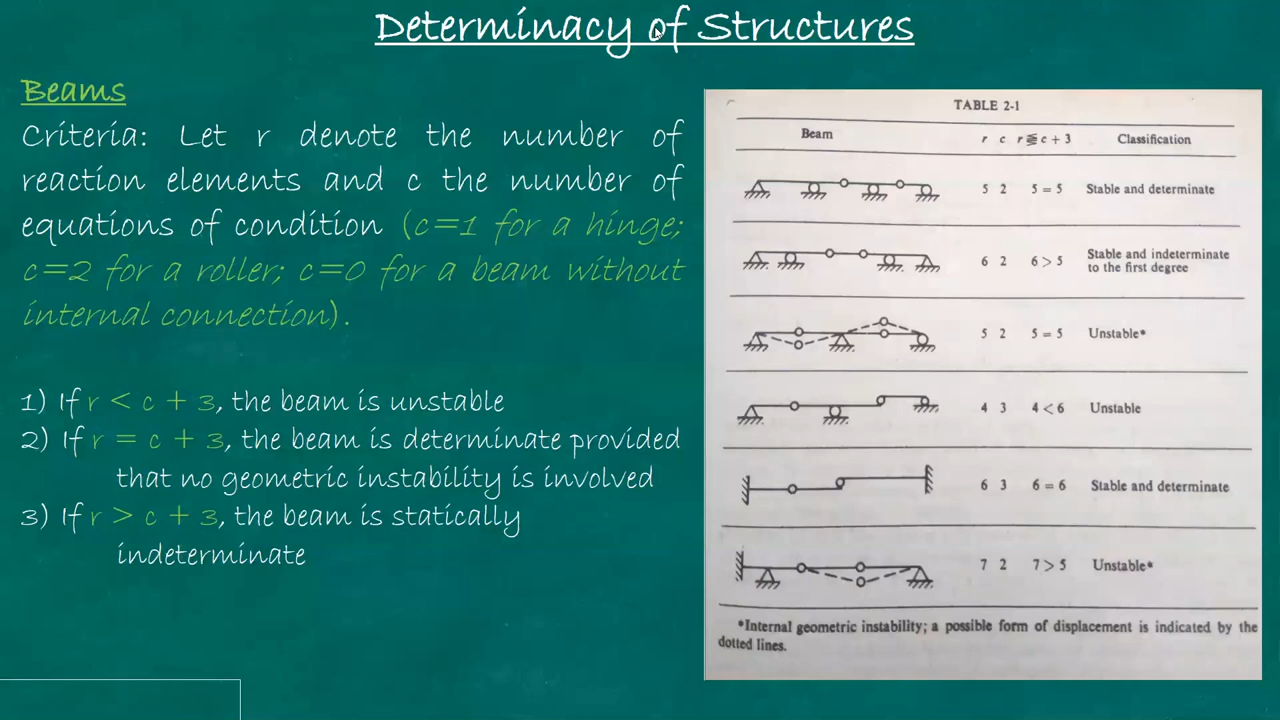 Determinacy of Structures
Beams
Criteria: Let r denote the number of
reaction elements and c the number of
equations of condition (c=1 for a hinge;
c=2 for a roller; c=0 for a beam without
internal connection).
1) If r < c + 3, the beam is unstable
2) If r = c + 3, the beam is determinate provided
that no geometric instability is involved
3) If r > c + 3, the beam is statically
indeterminate
TABLE 2-1
Beam r c r ⋚ c + 3 Classification
5 2 5 = 5 Stable and determinate
6 2 6 > 5 Stable and indeterminate
to the first degree
5 2 5 = 5 Unstable*
4 3 4 < 6 Unstable
6 3 6 = 6 Stable and determinate
7 2 7 > 5 Unstable*
*Internal geometric instability; a possible form of displacement is indicated by the
dotted lines.